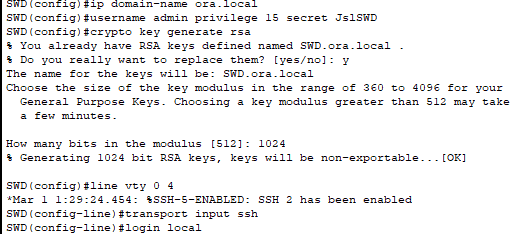 SWD(config)#ip domain-name ora.local
SWD(config)#username admin privilege 15 secret JslSWD
SWD(config)#crypto key generate rsa
% You already have RSA keys defined named SWD.ora.local .
% Do you really want to replace them? [yes/no]: y
The name for the keys will be: SWD.ora.local
Choose the size of the key modulus in the range of 360 to 4096 for your
General Purpose Keys. Choosing a key modulus greater than 512 may take
a few minutes.
How many bits in the modulus [512]: 1024
% Generating 1024 bit RSA keys, keys will be non-exportable...[OK]
SWD(config)#line vty 0 4
*Mar 1 1:29:24.454: %SSH-5-ENABLED: SSH 2 has been enabled
SWD(config-line)#transport input ssh
SWD(config-line)#login local